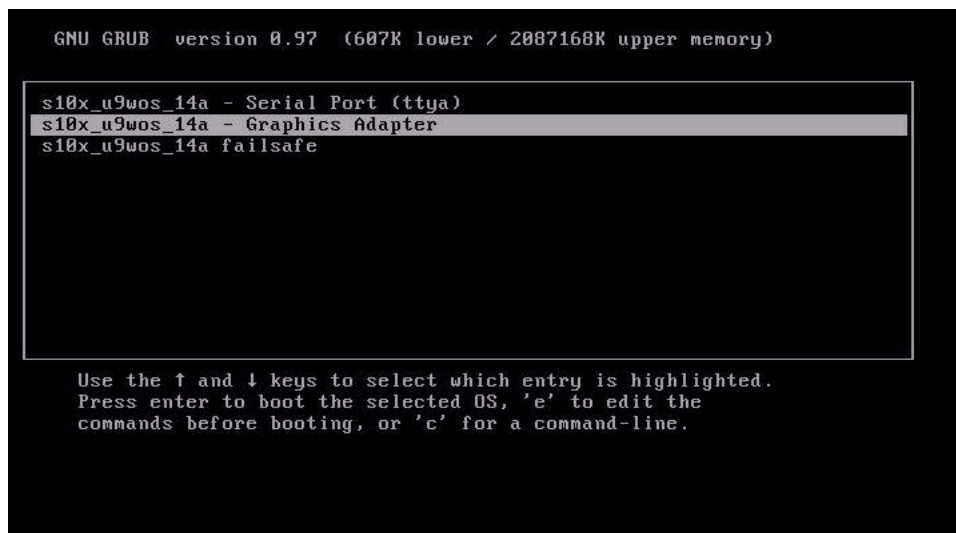 GNU GRUB  version 0.97  (607K lower / 2087168K upper memory)
s10x_u9wos_14a - Serial Port (ttya)
s10x_u9wos_14a - Graphics Adapter
s10x_u9wos_14a failsafe
Use the ↑ and ↓ keys to select which entry is highlighted.
Press enter to boot the selected OS, 'e' to edit the
commands before booting, or 'c' for a command-line.